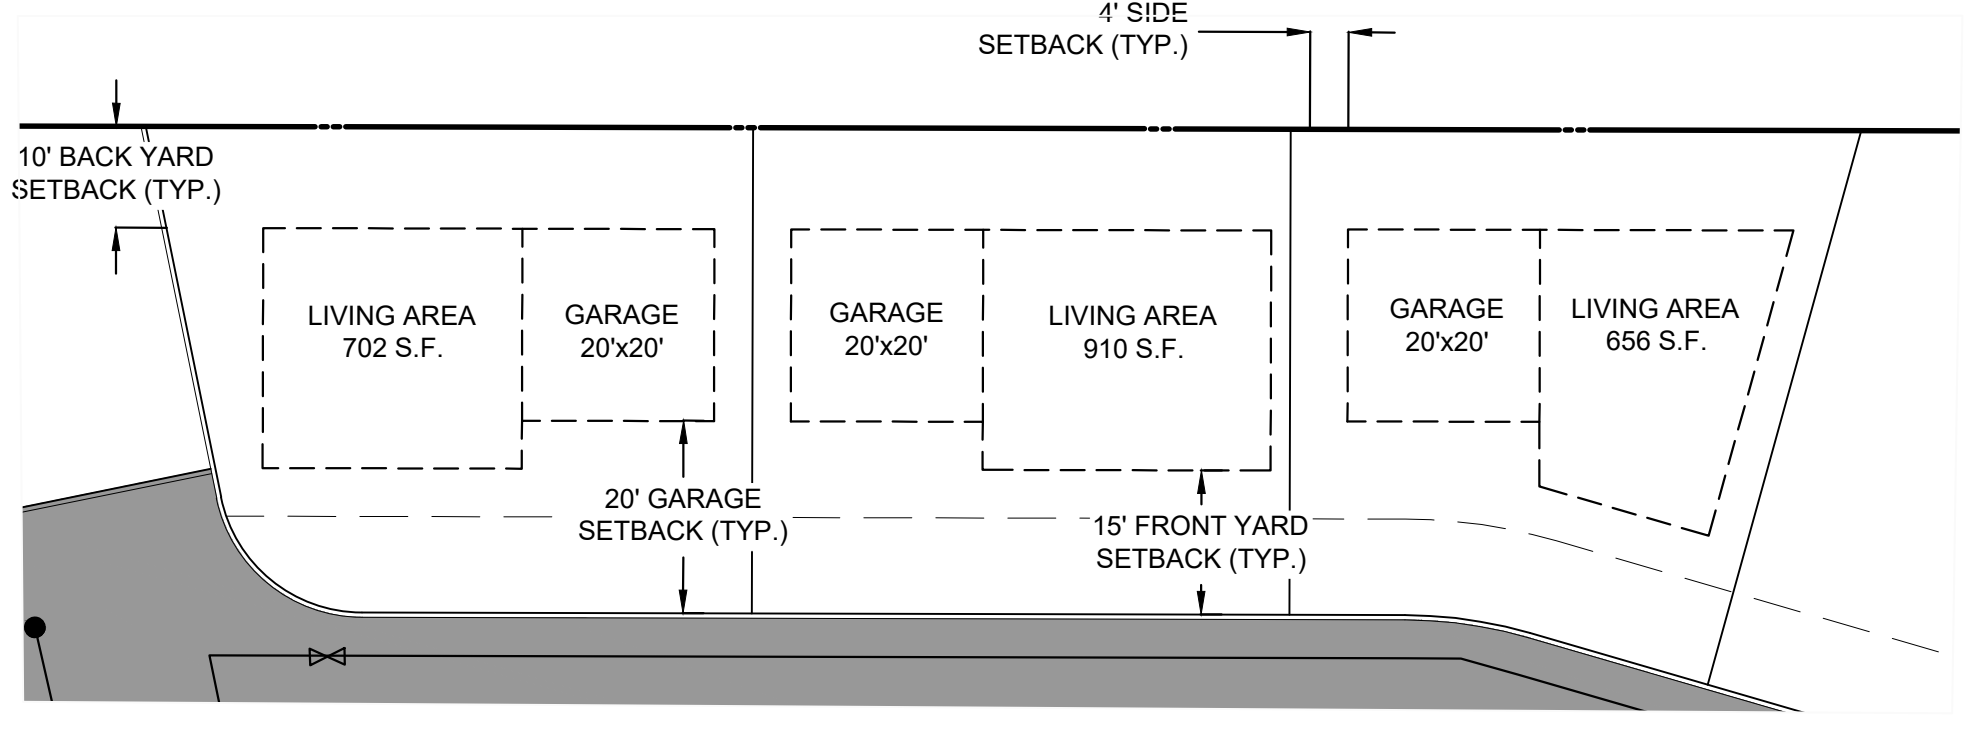 4' SIDE
SETBACK (TYP.)
10' BACK YARD
SETBACK (TYP.)
LIVING AREA
702 S.F.
GARAGE
20'x20'
GARAGE
20'x20'
LIVING AREA
910 S.F.
GARAGE
20'x20'
LIVING AREA
656 S.F.
20' GARAGE
SETBACK (TYP.)
15' FRONT YARD
SETBACK (TYP.)